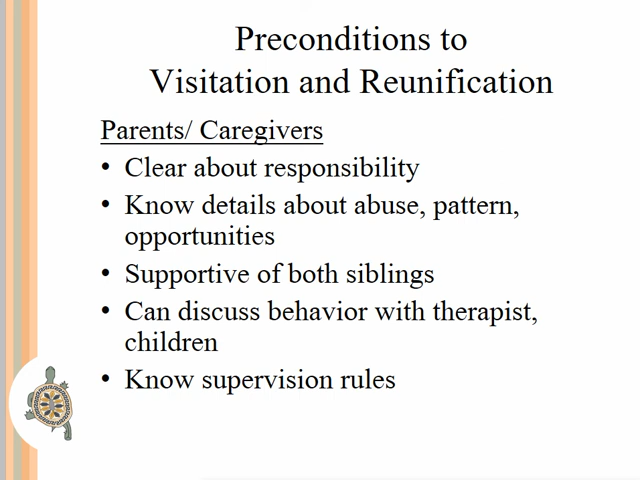 Preconditions to
Visitation and Reunification
Parents/ Caregivers
• Clear about responsibility
• Know details about abuse, pattern,
opportunities
• Supportive of both siblings
• Can discuss behavior with therapist,
children
• Know supervision rules